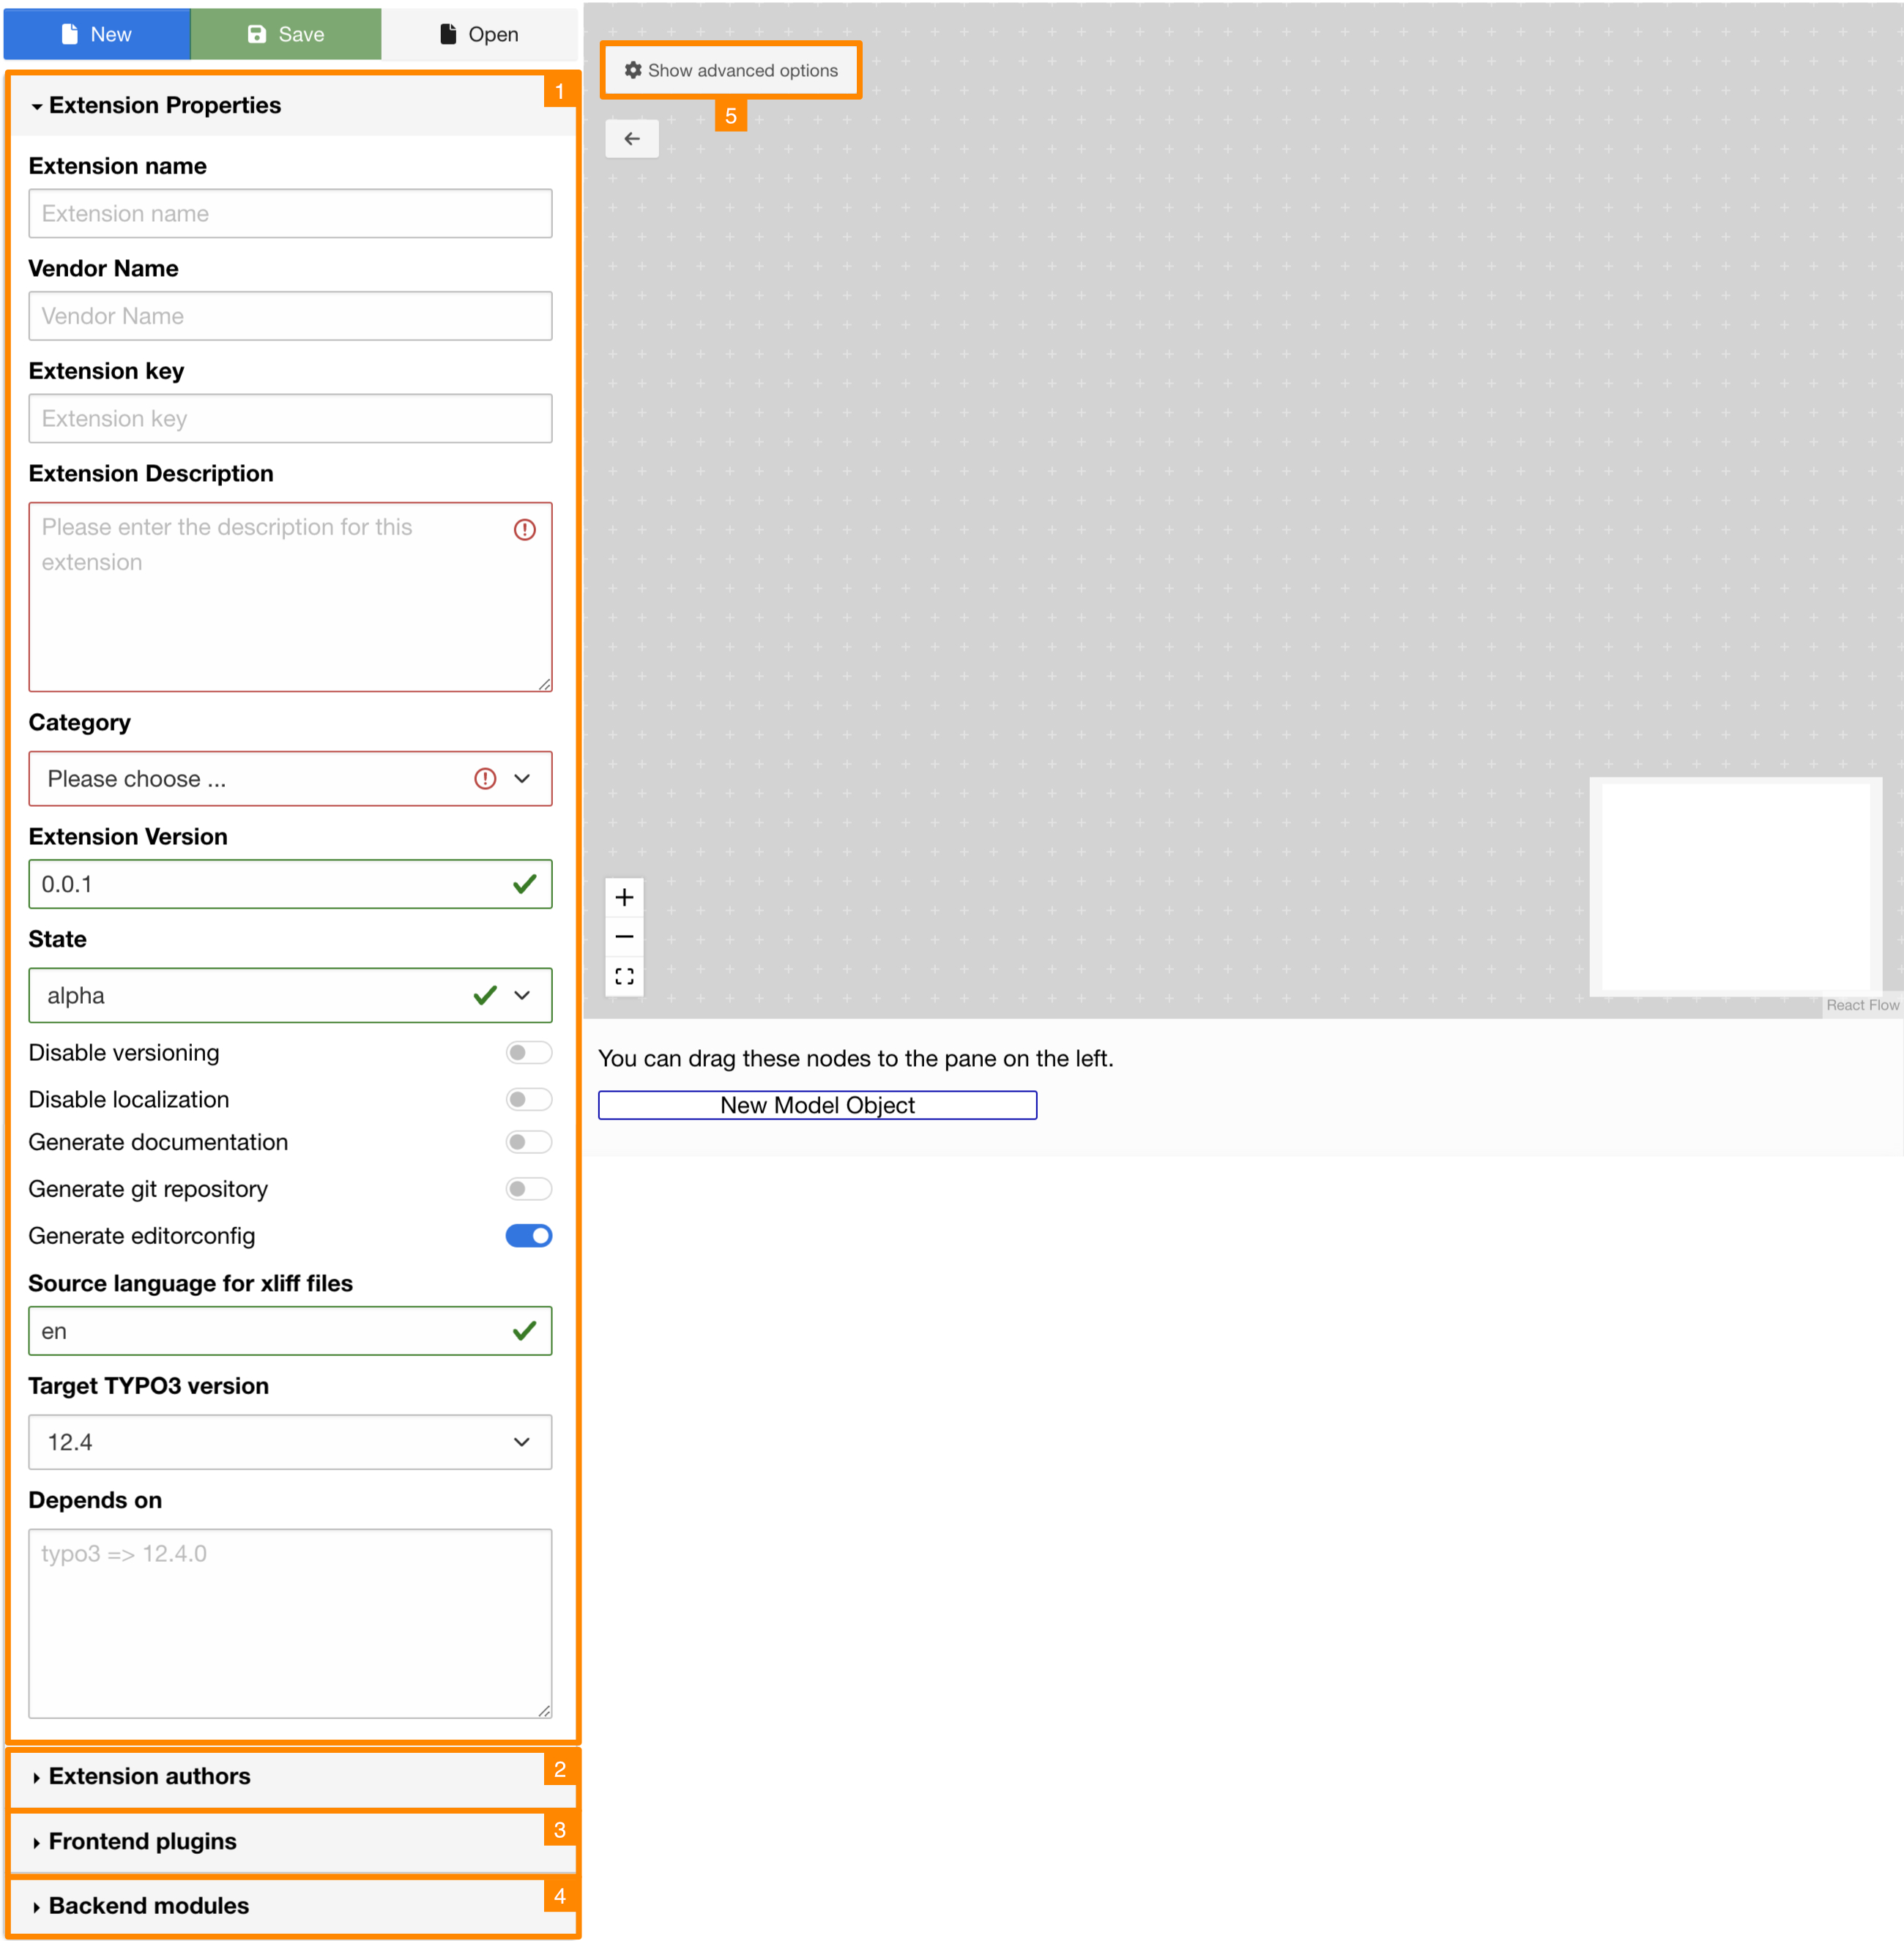 New
Save
Open
1
Extension Properties
Extension name
Extension name
Vendor Name
Vendor Name
Extension key
Extension key
Extension Description
Please enter the description for this
extension
Category
Please choose ...
Extension Version
0.0.1
State
alpha
Disable versioning
Disable localization
Generate documentation
Generate git repository
Generate editorconfig
Source language for xliff files
en
Target TYPO3 version
12.4
Depends on
typo3 => 12.4.0
2
Extension authors
3
Frontend plugins
4
Backend modules
Show advanced options
5
React Flow
You can drag these nodes to the pane on the left.
New Model Object